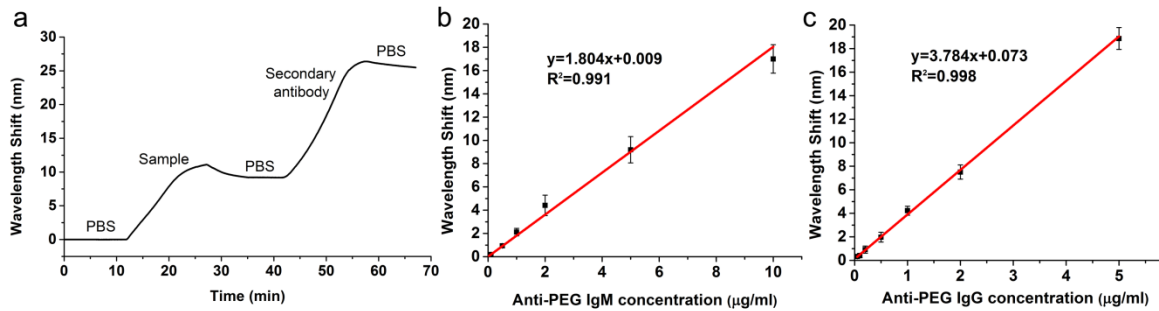 a
Wavelength Shift (nm)
30
25
20
15
10
5
0
PBS
Sample
PBS
Secondary
antibody
PBS
0 10 20 30 40 50 60 70
Time (min)
b
Wavelength Shift (nm)
20
18
16
14
12
10
8
6
4
2
0
y=1.804x+0.009
R²=0.991
0 2 4 6 8 10
Anti-PEG IgM concentration (μg/ml)
c
Wavelength Shift (nm)
20
18
16
14
12
10
8
6
4
2
0
y=3.784x+0.073
R²=0.998
0 1 2 3 4 5
Anti-PEG IgG concentration (μg/ml)